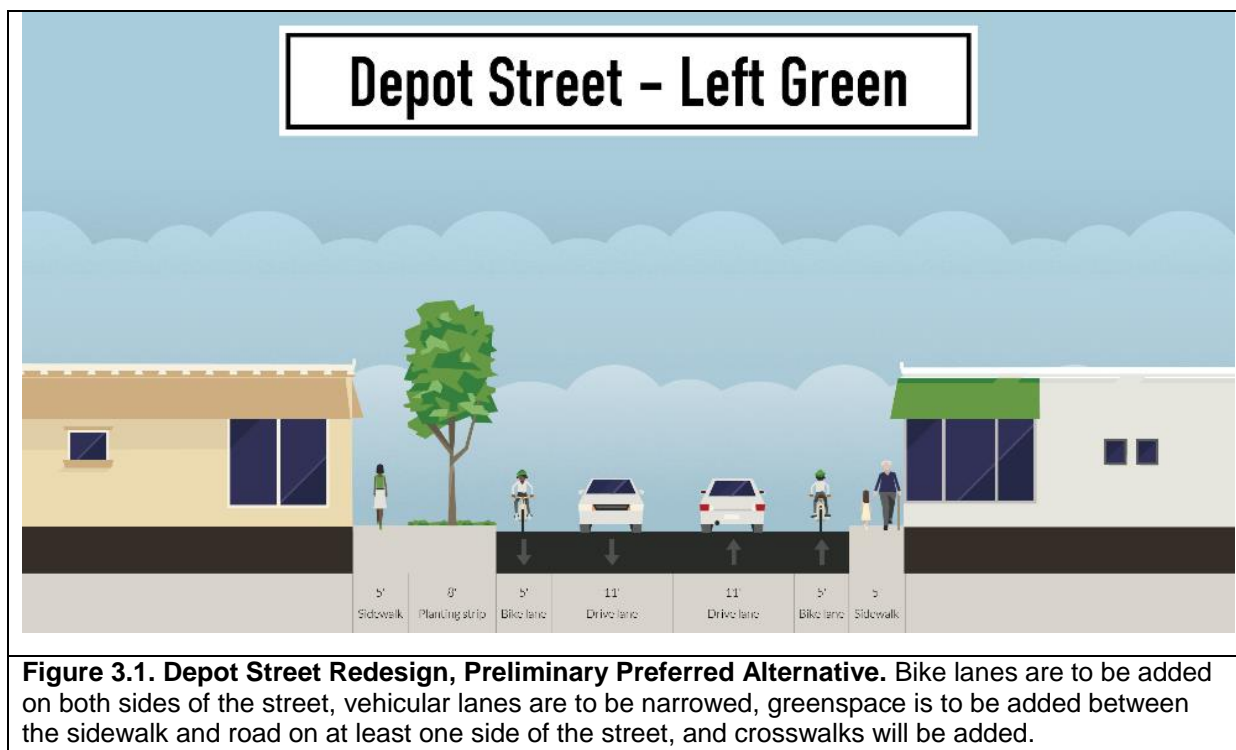 Depot Street – Left Green
5' 8' 5' 11' 11' 5' 5'
Sidewalk Planting strip Bike lane Drive lane Drive lane Bike lane Sidewalk
Figure 3.1. Depot Street Redesign, Preliminary Preferred Alternative. Bike lanes are to be added
on both sides of the street, vehicular lanes are to be narrowed, greenspace is to be added between
the sidewalk and road on at least one side of the street, and crosswalks will be added.